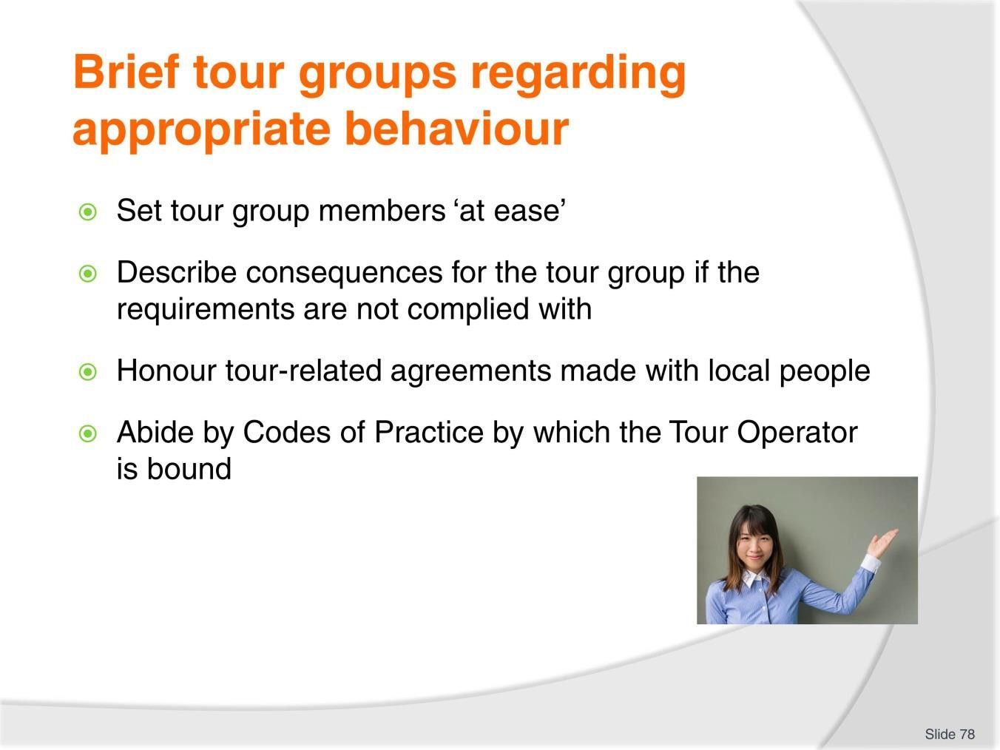 Brief tour groups regarding
appropriate behaviour
Set tour group members ‘at ease’
Describe consequences for the tour group if the
requirements are not complied with
Honour tour-related agreements made with local people
Abide by Codes of Practice by which the Tour Operator
is bound
Slide 78